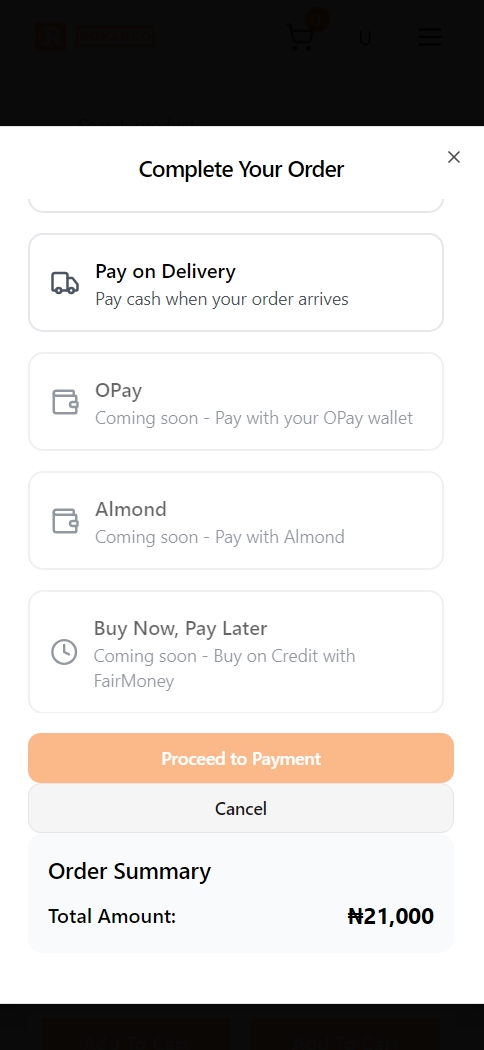 U
Complete Your Order
Pay on Delivery
Pay cash when your order arrives
OPay
Coming soon - Pay with your OPay wallet
Almond
Coming soon - Pay with Almond
Buy Now, Pay Later
Coming soon - Buy on Credit with
FairMoney
Proceed to Payment
Cancel
Order Summary
Total Amount: ₦21,000